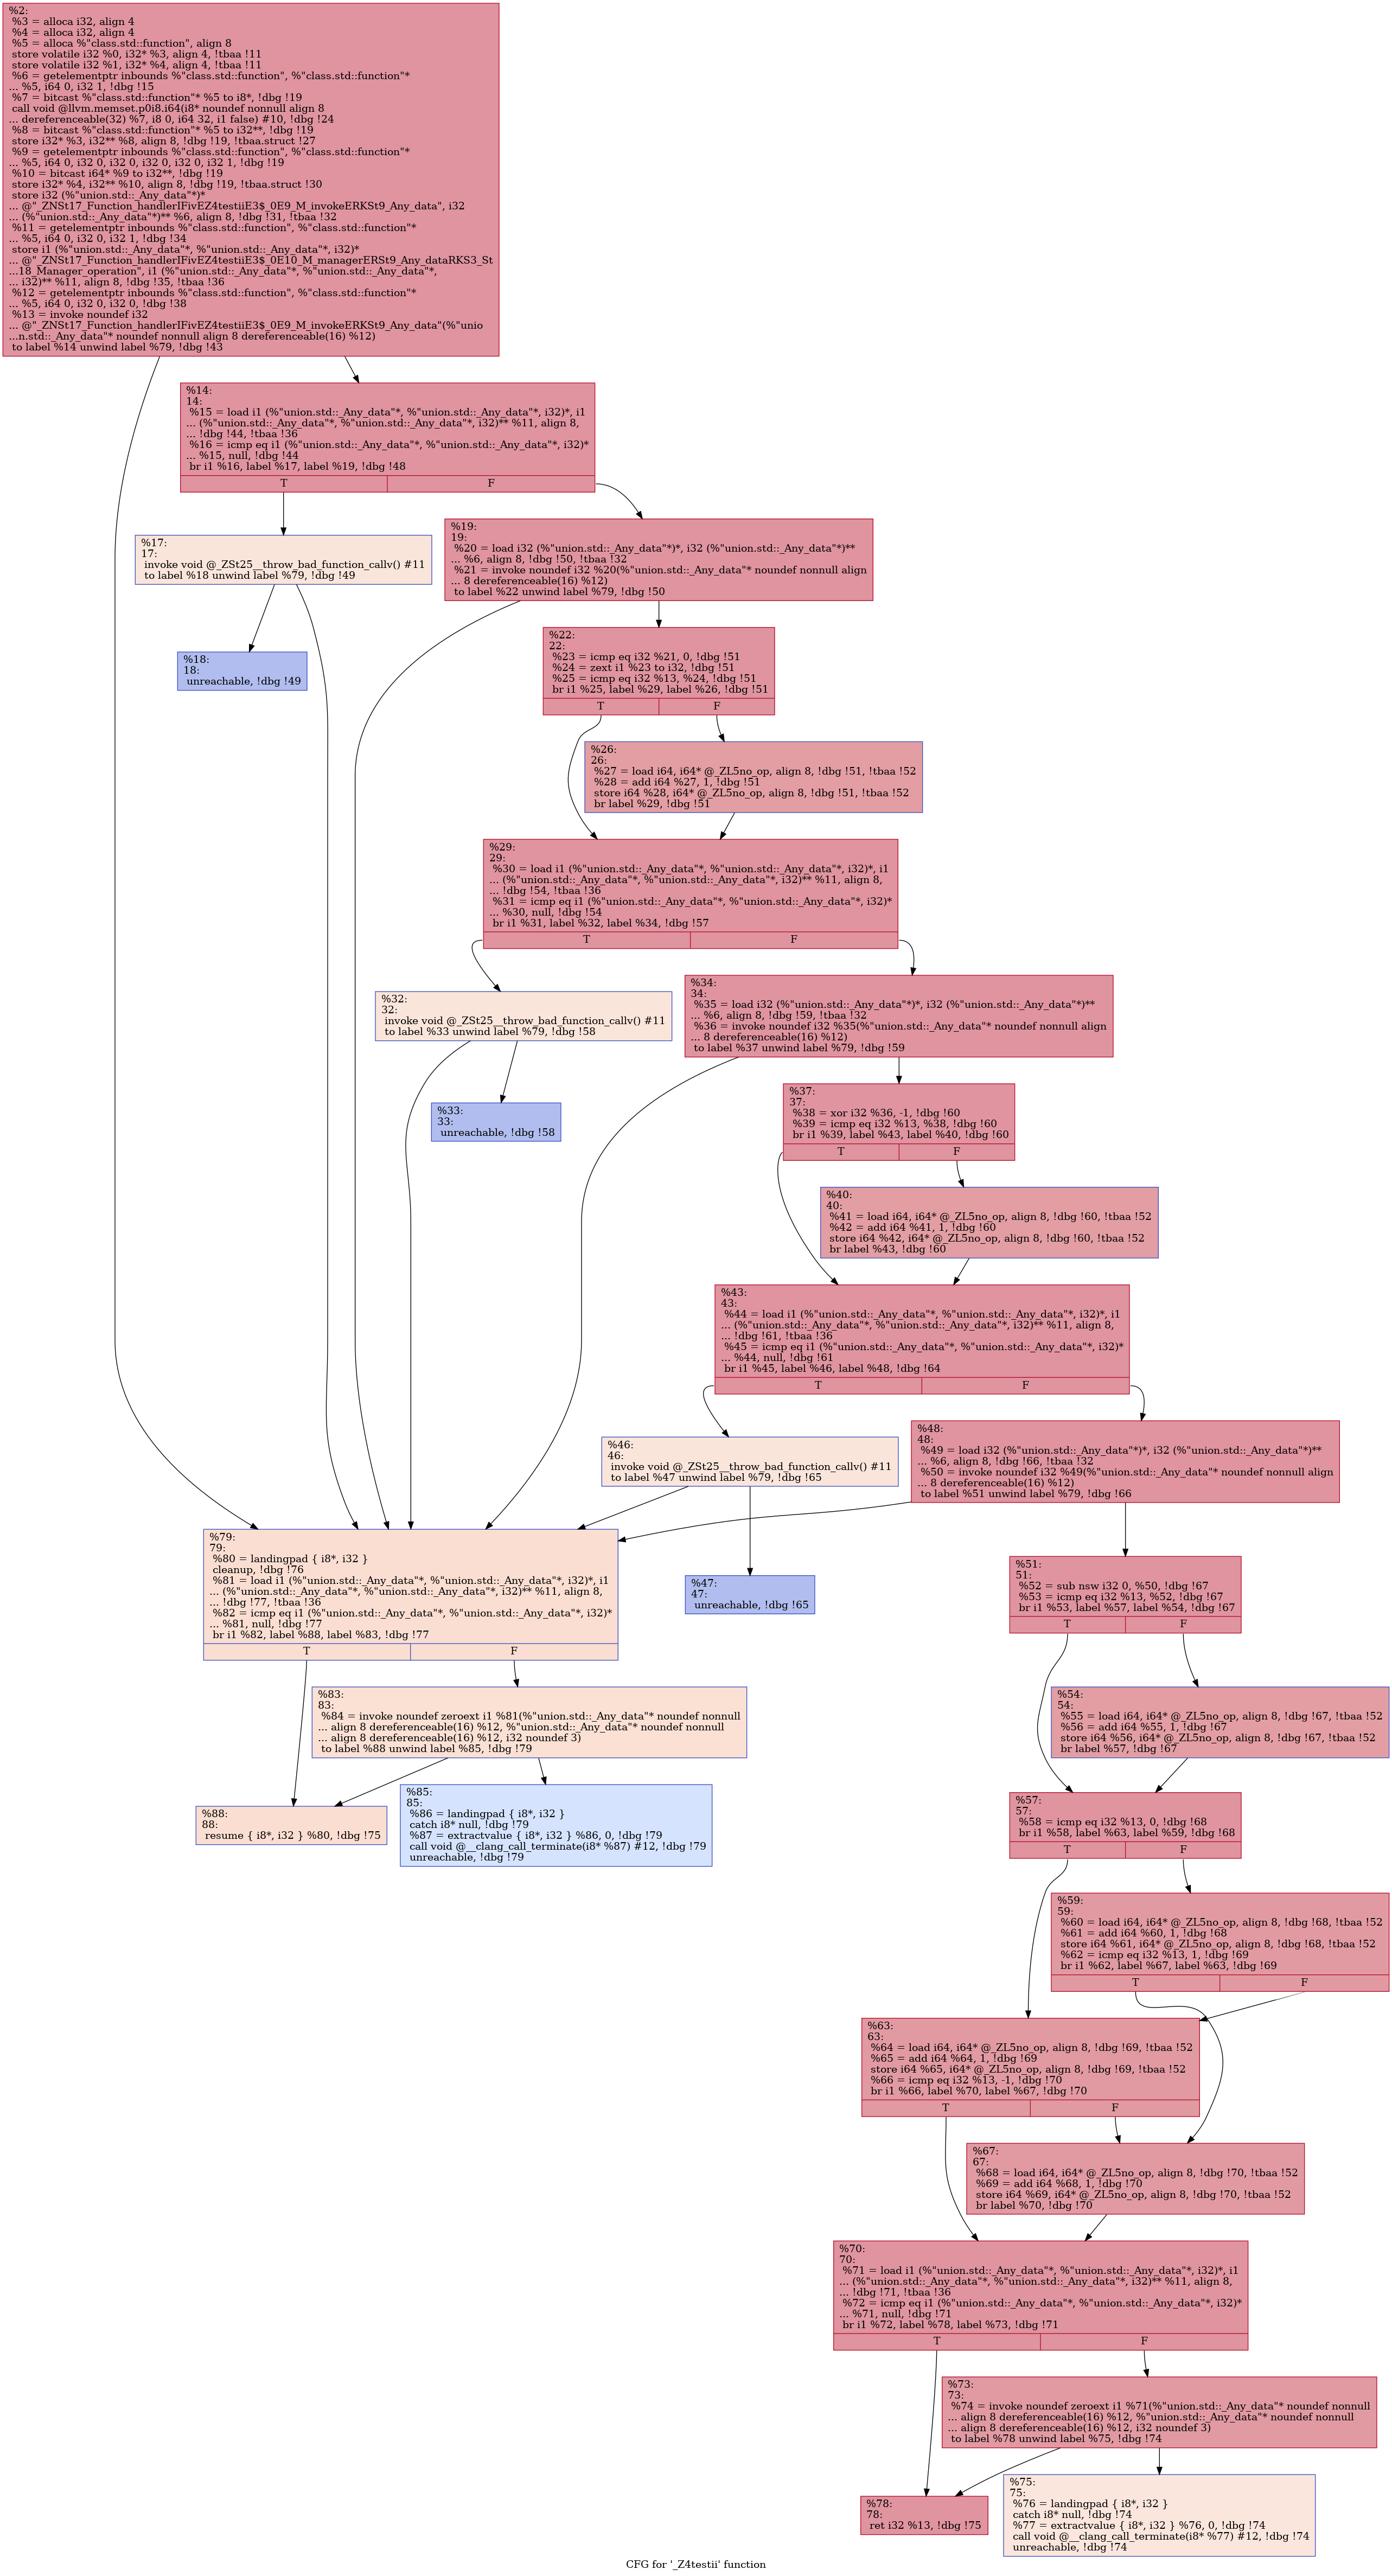 %2:
%3 = alloca i32, align 4
%4 = alloca i32, align 4
%5 = alloca %"class.std::function", align 8
store volatile i32 %0, i32* %3, align 4, !tbaa !11
store volatile i32 %1, i32* %4, align 4, !tbaa !11
%6 = getelementptr inbounds %"class.std::function", %"class.std::function"*
... %5, i64 0, i32 1, !dbg !15
%7 = bitcast %"class.std::function"* %5 to i8*, !dbg !19
call void @llvm.memset.p0i8.i64(i8* noundef nonnull align 8
... dereferenceable(32) %7, i8 0, i64 32, i1 false) #10, !dbg !24
%8 = bitcast %"class.std::function"* %5 to i32**, !dbg !19
store i32* %3, i32** %8, align 8, !dbg !19, !tbaa.struct !27
%9 = getelementptr inbounds %"class.std::function", %"class.std::function"*
... %5, i64 0, i32 0, i32 0, i32 0, i32 0, i32 1, !dbg !19
%10 = bitcast i64* %9 to i32**, !dbg !19
store i32* %4, i32** %10, align 8, !dbg !19, !tbaa.struct !30
store i32 (%"union.std::_Any_data"*)*
... @"_ZNSt17_Function_handlerIFivEZ4testiiE3$_0E9_M_invokeERKSt9_Any_data", i32
... (%"union.std::_Any_data"*)** %6, align 8, !dbg !31, !tbaa !32
%11 = getelementptr inbounds %"class.std::function", %"class.std::function"*
... %5, i64 0, i32 0, i32 1, !dbg !34
store i1 (%"union.std::_Any_data"*, %"union.std::_Any_data"*, i32)*
... @"_ZNSt17_Function_handlerIFivEZ4testiiE3$_0E10_M_managerERSt9_Any_dataRKS3_St
...18_Manager_operation", i1 (%"union.std::_Any_data"*, %"union.std::_Any_data"*,
... i32)** %11, align 8, !dbg !35, !tbaa !36
%12 = getelementptr inbounds %"class.std::function", %"class.std::function"*
... %5, i64 0, i32 0, i32 0, !dbg !38
%13 = invoke noundef i32
... @"_ZNSt17_Function_handlerIFivEZ4testiiE3$_0E9_M_invokeERKSt9_Any_data"(%"unio
...n.std::_Any_data"* noundef nonnull align 8 dereferenceable(16) %12)
to label %14 unwind label %79, !dbg !43
%14:
14:
%15 = load i1 (%"union.std::_Any_data"*, %"union.std::_Any_data"*, i32)*, i1
... (%"union.std::_Any_data"*, %"union.std::_Any_data"*, i32)** %11, align 8,
... !dbg !44, !tbaa !36
%16 = icmp eq i1 (%"union.std::_Any_data"*, %"union.std::_Any_data"*, i32)*
... %15, null, !dbg !44
br i1 %16, label %17, label %19, !dbg !48
T F
%17:
17:
invoke void @_ZSt25__throw_bad_function_callv() #11
to label %18 unwind label %79, !dbg !49
%19:
19:
%20 = load i32 (%"union.std::_Any_data"*)*, i32 (%"union.std::_Any_data"*)**
... %6, align 8, !dbg !50, !tbaa !32
%21 = invoke noundef i32 %20(%"union.std::_Any_data"* noundef nonnull align
... 8 dereferenceable(16) %12)
to label %22 unwind label %79, !dbg !50
%18:
18:
unreachable, !dbg !49
%22:
22:
%23 = icmp eq i32 %21, 0, !dbg !51
%24 = zext i1 %23 to i32, !dbg !51
%25 = icmp eq i32 %13, %24, !dbg !51
br i1 %25, label %29, label %26, !dbg !51
T F
%26:
26:
%27 = load i64, i64* @_ZL5no_op, align 8, !dbg !51, !tbaa !52
%28 = add i64 %27, 1, !dbg !51
store i64 %28, i64* @_ZL5no_op, align 8, !dbg !51, !tbaa !52
br label %29, !dbg !51
%29:
29:
%30 = load i1 (%"union.std::_Any_data"*, %"union.std::_Any_data"*, i32)*, i1
... (%"union.std::_Any_data"*, %"union.std::_Any_data"*, i32)** %11, align 8,
... !dbg !54, !tbaa !36
%31 = icmp eq i1 (%"union.std::_Any_data"*, %"union.std::_Any_data"*, i32)*
... %30, null, !dbg !54
br i1 %31, label %32, label %34, !dbg !57
T F
%32:
32:
invoke void @_ZSt25__throw_bad_function_callv() #11
to label %33 unwind label %79, !dbg !58
%34:
34:
%35 = load i32 (%"union.std::_Any_data"*)*, i32 (%"union.std::_Any_data"*)**
... %6, align 8, !dbg !59, !tbaa !32
%36 = invoke noundef i32 %35(%"union.std::_Any_data"* noundef nonnull align
... 8 dereferenceable(16) %12)
to label %37 unwind label %79, !dbg !59
%33:
33:
unreachable, !dbg !58
%37:
37:
%38 = xor i32 %36, -1, !dbg !60
%39 = icmp eq i32 %13, %38, !dbg !60
br i1 %39, label %43, label %40, !dbg !60
T F
%40:
40:
%41 = load i64, i64* @_ZL5no_op, align 8, !dbg !60, !tbaa !52
%42 = add i64 %41, 1, !dbg !60
store i64 %42, i64* @_ZL5no_op, align 8, !dbg !60, !tbaa !52
br label %43, !dbg !60
%43:
43:
%44 = load i1 (%"union.std::_Any_data"*, %"union.std::_Any_data"*, i32)*, i1
... (%"union.std::_Any_data"*, %"union.std::_Any_data"*, i32)** %11, align 8,
... !dbg !61, !tbaa !36
%45 = icmp eq i1 (%"union.std::_Any_data"*, %"union.std::_Any_data"*, i32)*
... %44, null, !dbg !61
br i1 %45, label %46, label %48, !dbg !64
T F
%46:
46:
invoke void @_ZSt25__throw_bad_function_callv() #11
to label %47 unwind label %79, !dbg !65
%48:
48:
%49 = load i32 (%"union.std::_Any_data"*)*, i32 (%"union.std::_Any_data"*)**
... %6, align 8, !dbg !66, !tbaa !32
%50 = invoke noundef i32 %49(%"union.std::_Any_data"* noundef nonnull align
... 8 dereferenceable(16) %12)
to label %51 unwind label %79, !dbg !66
%79:
79:
%80 = landingpad { i8*, i32 }
cleanup, !dbg !76
%81 = load i1 (%"union.std::_Any_data"*, %"union.std::_Any_data"*, i32)*, i1
... (%"union.std::_Any_data"*, %"union.std::_Any_data"*, i32)** %11, align 8,
... !dbg !77, !tbaa !36
%82 = icmp eq i1 (%"union.std::_Any_data"*, %"union.std::_Any_data"*, i32)*
... %81, null, !dbg !77
br i1 %82, label %88, label %83, !dbg !77
T F
%47:
47:
unreachable, !dbg !65
%51:
51:
%52 = sub nsw i32 0, %50, !dbg !67
%53 = icmp eq i32 %13, %52, !dbg !67
br i1 %53, label %57, label %54, !dbg !67
T F
%83:
83:
%84 = invoke noundef zeroext i1 %81(%"union.std::_Any_data"* noundef nonnull
... align 8 dereferenceable(16) %12, %"union.std::_Any_data"* noundef nonnull
... align 8 dereferenceable(16) %12, i32 noundef 3)
to label %88 unwind label %85, !dbg !79
%54:
54:
%55 = load i64, i64* @_ZL5no_op, align 8, !dbg !67, !tbaa !52
%56 = add i64 %55, 1, !dbg !67
store i64 %56, i64* @_ZL5no_op, align 8, !dbg !67, !tbaa !52
br label %57, !dbg !67
%88:
88:
resume { i8*, i32 } %80, !dbg !75
%85:
85:
%86 = landingpad { i8*, i32 }
catch i8* null, !dbg !79
%87 = extractvalue { i8*, i32 } %86, 0, !dbg !79
call void @__clang_call_terminate(i8* %87) #12, !dbg !79
unreachable, !dbg !79
%57:
57:
%58 = icmp eq i32 %13, 0, !dbg !68
br i1 %58, label %63, label %59, !dbg !68
T F
%59:
59:
%60 = load i64, i64* @_ZL5no_op, align 8, !dbg !68, !tbaa !52
%61 = add i64 %60, 1, !dbg !68
store i64 %61, i64* @_ZL5no_op, align 8, !dbg !68, !tbaa !52
%62 = icmp eq i32 %13, 1, !dbg !69
br i1 %62, label %67, label %63, !dbg !69
T F
%63:
63:
%64 = load i64, i64* @_ZL5no_op, align 8, !dbg !69, !tbaa !52
%65 = add i64 %64, 1, !dbg !69
store i64 %65, i64* @_ZL5no_op, align 8, !dbg !69, !tbaa !52
%66 = icmp eq i32 %13, -1, !dbg !70
br i1 %66, label %70, label %67, !dbg !70
T F
%67:
67:
%68 = load i64, i64* @_ZL5no_op, align 8, !dbg !70, !tbaa !52
%69 = add i64 %68, 1, !dbg !70
store i64 %69, i64* @_ZL5no_op, align 8, !dbg !70, !tbaa !52
br label %70, !dbg !70
%70:
70:
%71 = load i1 (%"union.std::_Any_data"*, %"union.std::_Any_data"*, i32)*, i1
... (%"union.std::_Any_data"*, %"union.std::_Any_data"*, i32)** %11, align 8,
... !dbg !71, !tbaa !36
%72 = icmp eq i1 (%"union.std::_Any_data"*, %"union.std::_Any_data"*, i32)*
... %71, null, !dbg !71
br i1 %72, label %78, label %73, !dbg !71
T F
%73:
73:
%74 = invoke noundef zeroext i1 %71(%"union.std::_Any_data"* noundef nonnull
... align 8 dereferenceable(16) %12, %"union.std::_Any_data"* noundef nonnull
... align 8 dereferenceable(16) %12, i32 noundef 3)
to label %78 unwind label %75, !dbg !74
%78:
78:
ret i32 %13, !dbg !75
%75:
75:
%76 = landingpad { i8*, i32 }
catch i8* null, !dbg !74
%77 = extractvalue { i8*, i32 } %76, 0, !dbg !74
call void @__clang_call_terminate(i8* %77) #12, !dbg !74
unreachable, !dbg !74
CFG for '_Z4testii' function